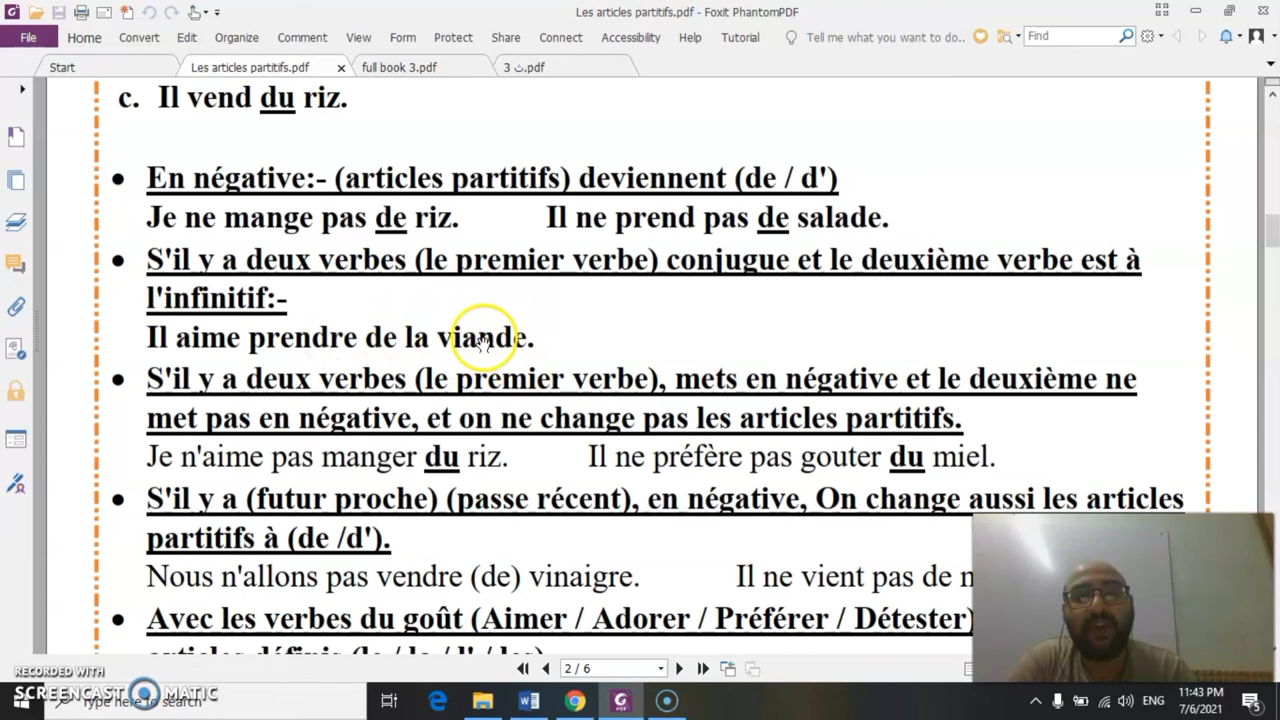 Les articles partitifs.pdf - Foxit PhantomPDF
File Home Convert Edit Organize Comment View Form Protect Share Connect Accessibility Help Tutorial Tell me what you want to do.. Find
Start Les articles partitifs.pdf full book 3.pdf 3 ث.pdf
c. Il vend du riz.
• En négative:- (articles partitifs) deviennent (de / d')
Je ne mange pas de riz. Il ne prend pas de salade.
• S'il y a deux verbes (le premier verbe) conjugue et le deuxième verbe est à
l'infinitif:-
Il aime prendre de la viande.
• S'il y a deux verbes (le premier verbe), mets en négative et le deuxième ne
met pas en négative, et on ne change pas les articles partitifs.
Je n'aime pas manger du riz. Il ne préfère pas gouter du miel.
• S'il y a (futur proche) (passe récent), en négative, On change aussi les articles
partitifs à (de /d').
Nous n'allons pas vendre (de) vinaigre. Il ne vient pas de
• Avec les verbes du goût (Aimer / Adorer / Préférer / Détester)
articles définis (le / la / l' / les)
2 / 6
RECORDED WITH
SCREENCAST MATIC
Type here to search
ENG
11:43 PM
7/6/2021
5